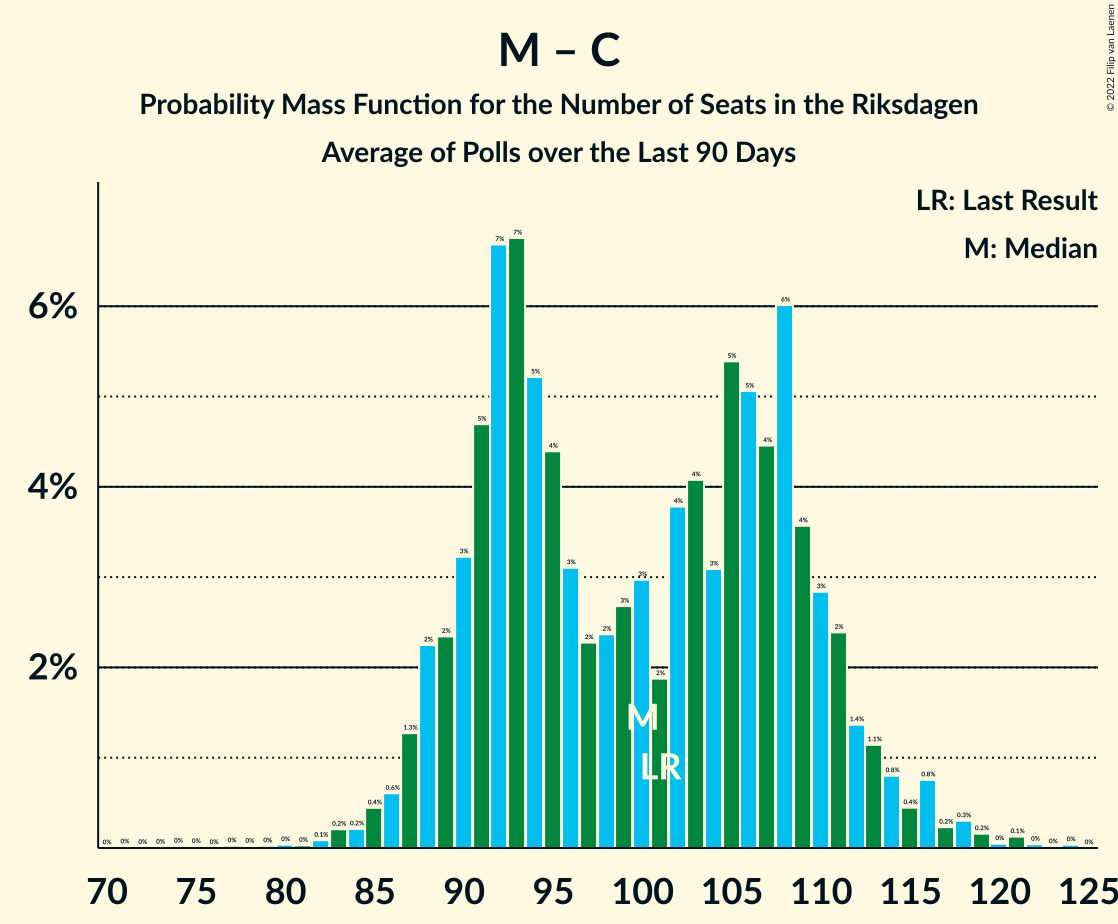 M – C
Probability Mass Function for the Number of Seats in the Riksdagen
Average of Polls over the Last 90 Days
© 2022 Filip van Laenen
LR: Last Result
M: Median
6%
4%
2%
0% 0% 0% 0% 0% 0% 0% 0% 0% 0% 0% 0% 0.1% 0.2% 0.2% 0.4% 0.6% 1.3% 2% 2% 3% 5% 7% 7% 5% 4% 3% 2% 2% 3% 3% 2% 4% 4% 3% 5% 5% 4% 6% 4% 3% 2% 1.4% 1.1% 0.8% 0.4% 0.8% 0.2% 0.3% 0.2% 0% 0.1% 0% 0% 0% 0%
M
LR
70 75 80 85 90 95 100 105 110 115 120 125